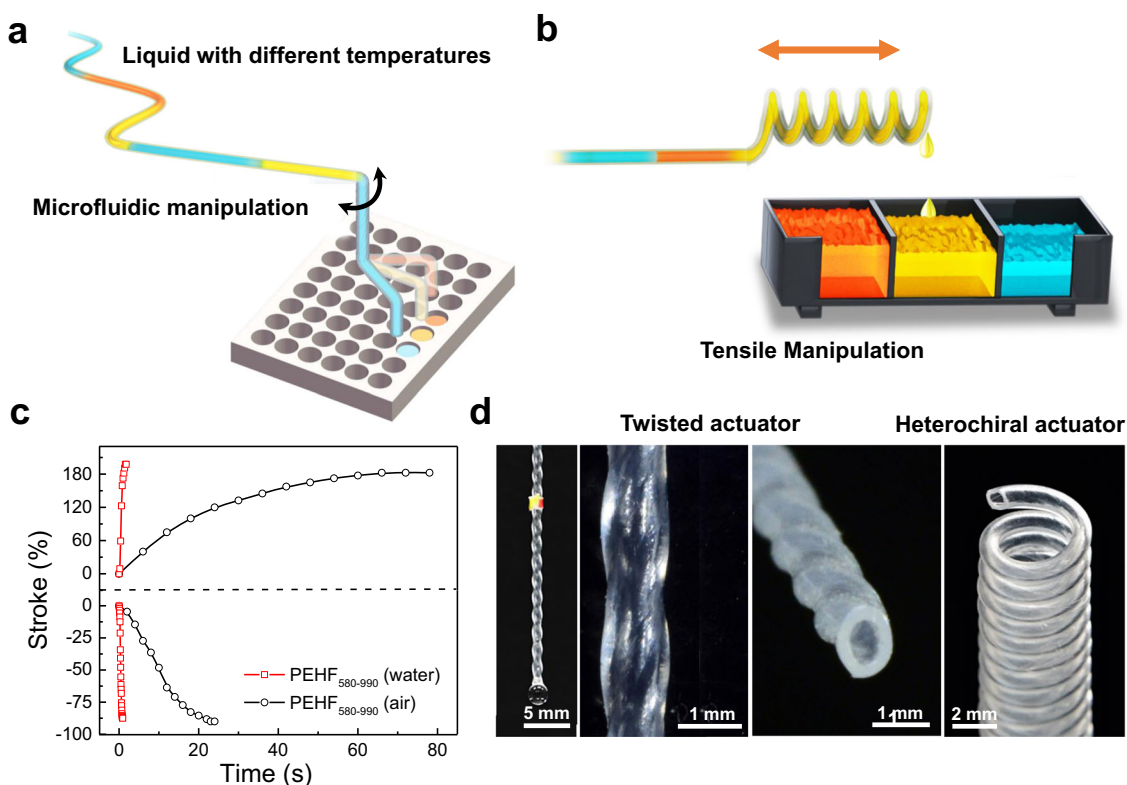 a
Liquid with different temperatures
Microfluidic manipulation
b
Tensile Manipulation
c
Stroke (%)
180
120
60
0
0
-25
-50
-75
-100
PEHF580-990 (water)
PEHF580-990 (air)
0 20 40 60 80
Time (s)
d
Twisted actuator
Heterochiral actuator
5 mm
1 mm
1 mm
2 mm